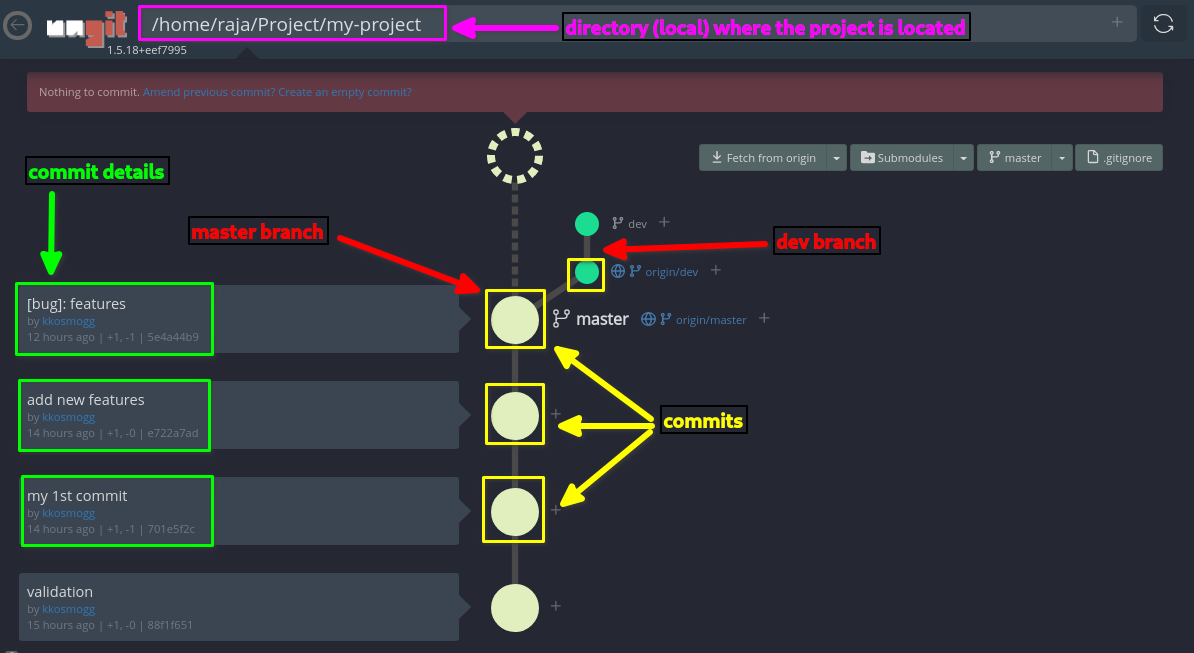 ungit
/home/raja/Project/my-project
directory (local) where the project is located
+
1.5.18+eef7995
Nothing to commit. Amend previous commit? Create an empty commit?
Fetch from origin
Submodules
master
.gitignore
commit details
dev +
master branch
dev branch
origin/dev +
[bug]: features
by kkosmogg
12 hours ago | +1, -1 | 5e4a44b9
master
origin/master +
add new features
by kkosmogg
14 hours ago | +1, -0 | e722a7ad
+
commits
my 1st commit
by kkosmogg
14 hours ago | +1, -1 | 701e5f2c
+
validation
by kkosmogg
15 hours ago | +1, -0 | 88f1f651
+